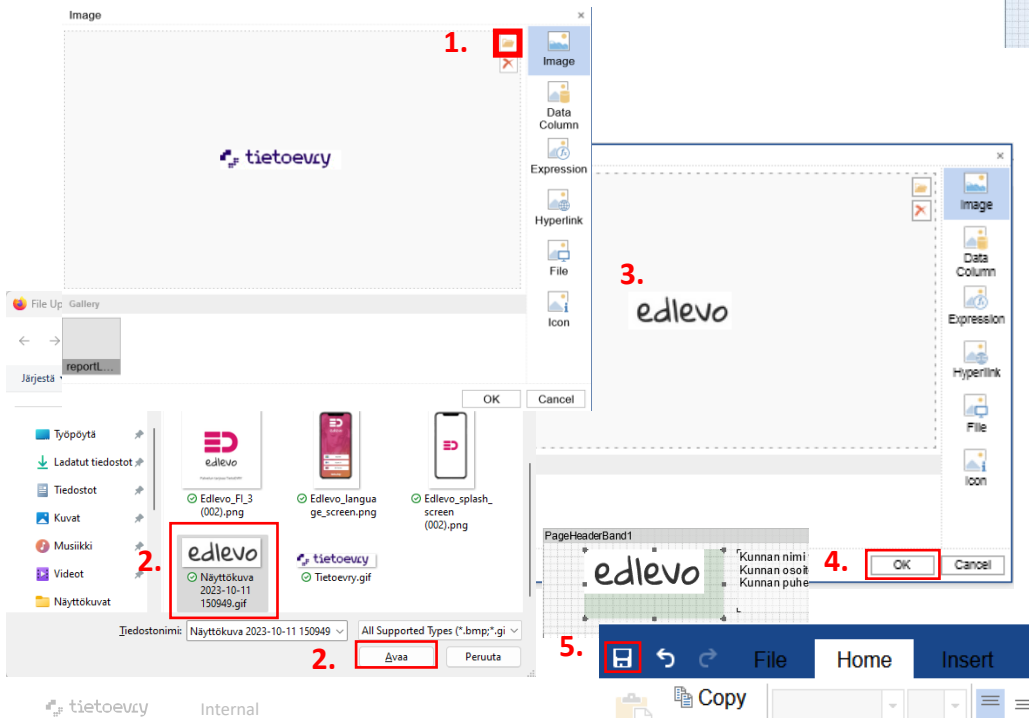 Image
1.
Image
Data
Column
Expression
Hyperlink
File
Icon
tietoevry
Gallery
reportL...
OK
Cancel
File Up
Järjestä
Työpöytä
Ladatut tiedostot
Tiedostot
Kuvat
Musiikki
Videot
Näyttökuvat
edlevo
Edlevo_FI_3
(002).png
Edlevo_langua
ge_screen.png
Edlevo_splash_
screen
(002).png
2.
edlevo
Näyttökuva
2023-10-11
150949.gif
tietoevry
Tietoevry.gif
Tiedostonimi:
Näyttökuva 2023-10-11 150949
All Supported Types (*.bmp;*.gi
2.
Avaa
Peruuta
3.
edlevo
Image
Data
Column
Expression
Hyperlink
File
Icon
4.
OK
Cancel
PageHeaderBand1
edlevo
Kunnan nimi
Kunnan osoit
Kunnan puhe
5.
File
Home
Insert
Copy
tietoevry
Internal